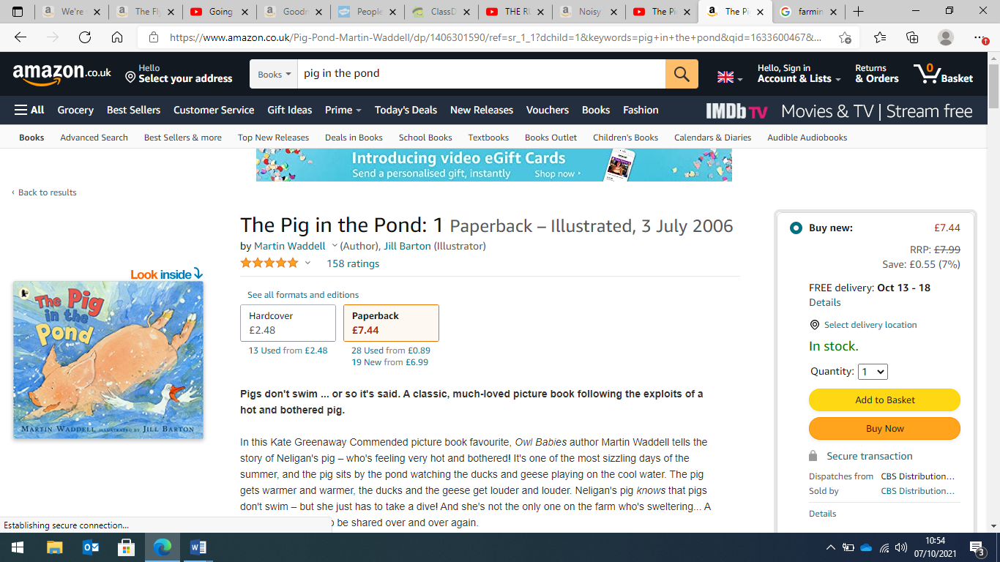 We're
The Fly
Going
Goodn
People
ClassD
THE RU
Noisy
The Pi
The Pi
farmin
https://www.amazon.co.uk/Pig-Pond-Martin-Waddell/dp/1406301590/ref=sr_1_1?dchild=1&keywords=pig+in+the+pond&qid=1633600467&...
amazon.co.uk
Hello
Select your address
Books
pig in the pond
Hello, Sign in
Account & Lists
Returns
& Orders
0
Basket
All
Grocery
Best Sellers
Customer Service
Gift Ideas
Prime
Today's Deals
New Releases
Vouchers
Books
Fashion
IMDb TV
Movies & TV | Stream free
Books
Advanced Search
Best Sellers & more
Top New Releases
Deals in Books
School Books
Textbooks
Books Outlet
Children's Books
Calendars & Diaries
Audible Audiobooks
Introducing video eGift Cards
Send a personalised gift, instantly
Shop now ›
‹ Back to results
Look inside
The Pig
in the
Pond
MARTIN WADDELL ILLUSTRATED BY JILL BARTON
The Pig in the Pond: 1 Paperback – Illustrated, 3 July 2006
by Martin Waddell (Author), Jill Barton (Illustrator)
158 ratings
See all formats and editions
Hardcover
£2.48
Paperback
£7.44
13 Used from £2.48
28 Used from £0.89
19 New from £6.99
Pigs don't swim ... or so it's said. A classic, much-loved picture book following the exploits of a
hot and bothered pig.
In this Kate Greenaway Commended picture book favourite, Owl Babies author Martin Waddell tells the
story of Neligan's pig – who's feeling very hot and bothered! It's one of the most sizzling days of the
summer, and the pig sits by the pond watching the ducks and geese playing on the cool water. The pig
gets warmer and warmer, the ducks and the geese get louder and louder. Neligan's pig knows that pigs
don't swim – but she just has to take a dive! And she's not the only one on the farm who's sweltering... A
be shared over and over again.
Buy new:
£7.44
RRP: £7.99
Save: £0.55 (7%)
FREE delivery: Oct 13 - 18
Details
Select delivery location
In stock.
Quantity: 1
Add to Basket
Buy Now
Secure transaction
Dispatches from CBS Distribution...
Sold by CBS Distribution...
Details
Establishing secure connection...
10:54
07/10/2021
3